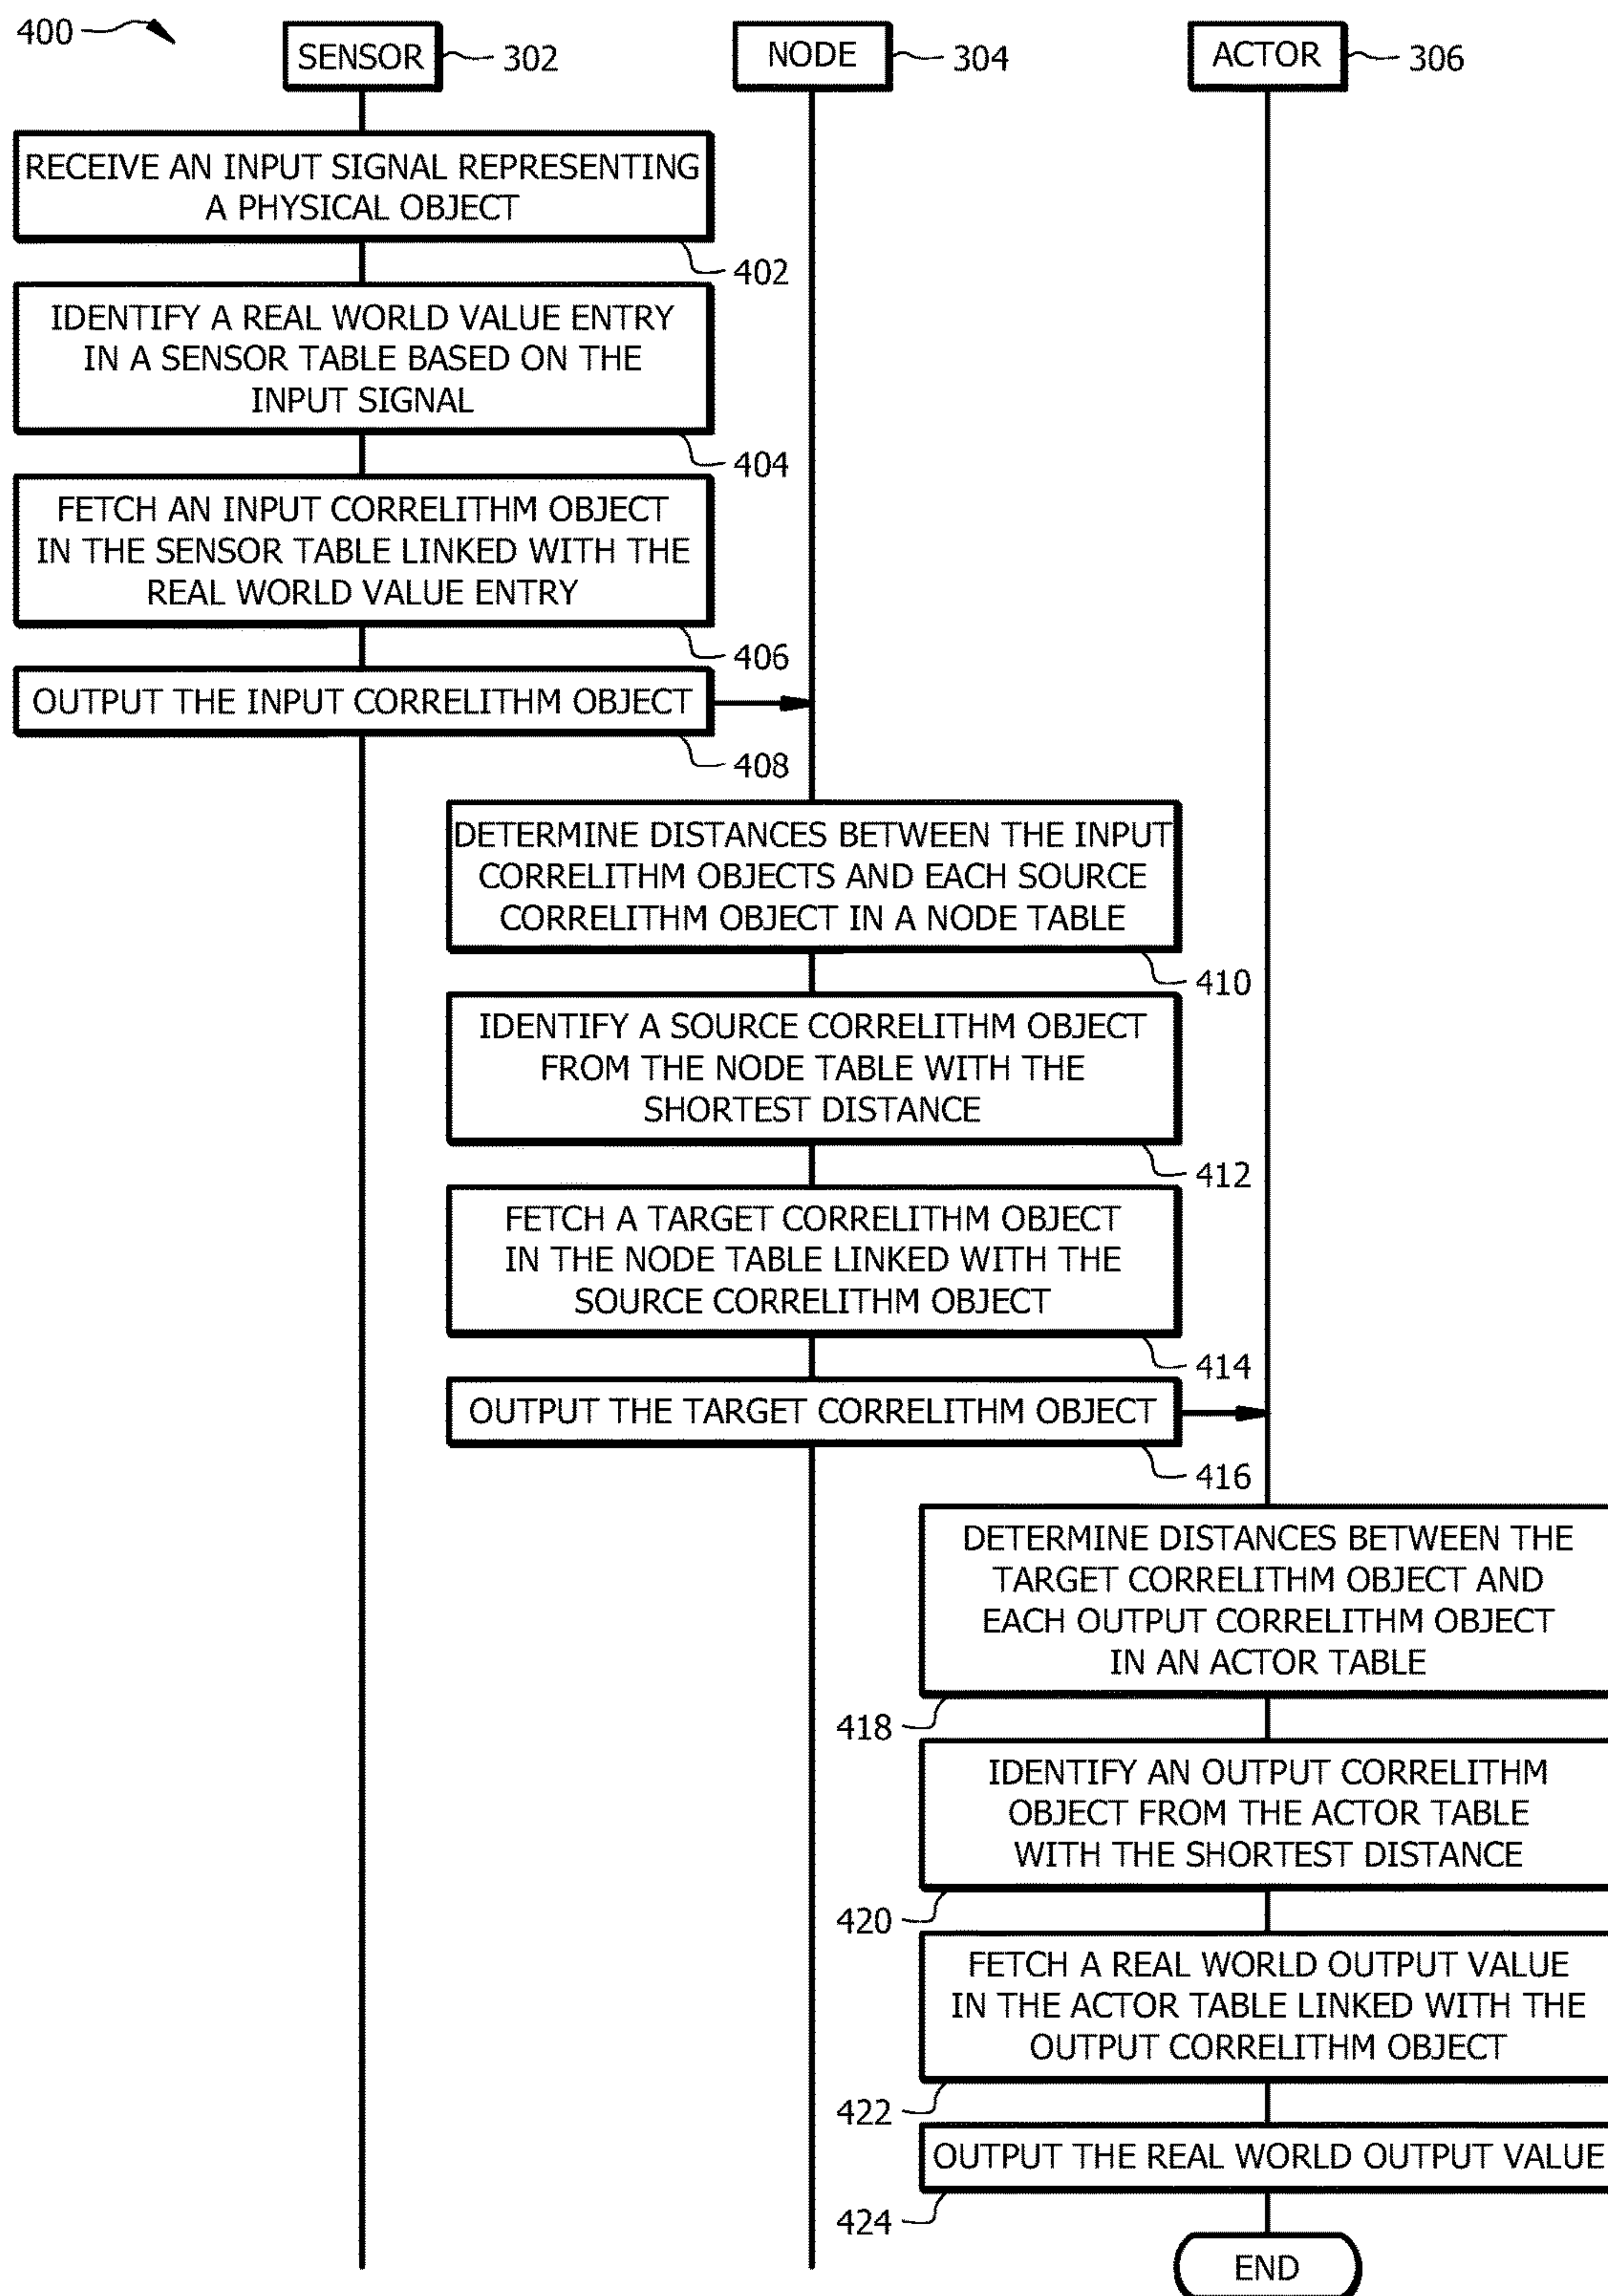 400
SENSOR
302
NODE
304
ACTOR
306
RECEIVE AN INPUT SIGNAL REPRESENTING
A PHYSICAL OBJECT
402
IDENTIFY A REAL WORLD VALUE ENTRY
IN A SENSOR TABLE BASED ON THE
INPUT SIGNAL
404
FETCH AN INPUT CORRELITHM OBJECT
IN THE SENSOR TABLE LINKED WITH THE
REAL WORLD VALUE ENTRY
406
OUTPUT THE INPUT CORRELITHM OBJECT
408
DETERMINE DISTANCES BETWEEN THE INPUT
CORRELITHM OBJECTS AND EACH SOURCE
CORRELITHM OBJECT IN A NODE TABLE
410
IDENTIFY A SOURCE CORRELITHM OBJECT
FROM THE NODE TABLE WITH THE
SHORTEST DISTANCE
412
FETCH A TARGET CORRELITHM OBJECT
IN THE NODE TABLE LINKED WITH THE
SOURCE CORRELITHM OBJECT
414
OUTPUT THE TARGET CORRELITHM OBJECT
416
DETERMINE DISTANCES BETWEEN THE
TARGET CORRELITHM OBJECT AND
EACH OUTPUT CORRELITHM OBJECT
IN AN ACTOR TABLE
418
IDENTIFY AN OUTPUT CORRELITHM
OBJECT FROM THE ACTOR TABLE
WITH THE SHORTEST DISTANCE
420
FETCH A REAL WORLD OUTPUT VALUE
IN THE ACTOR TABLE LINKED WITH THE
OUTPUT CORRELITHM OBJECT
422
OUTPUT THE REAL WORLD OUTPUT VALUE
424
END